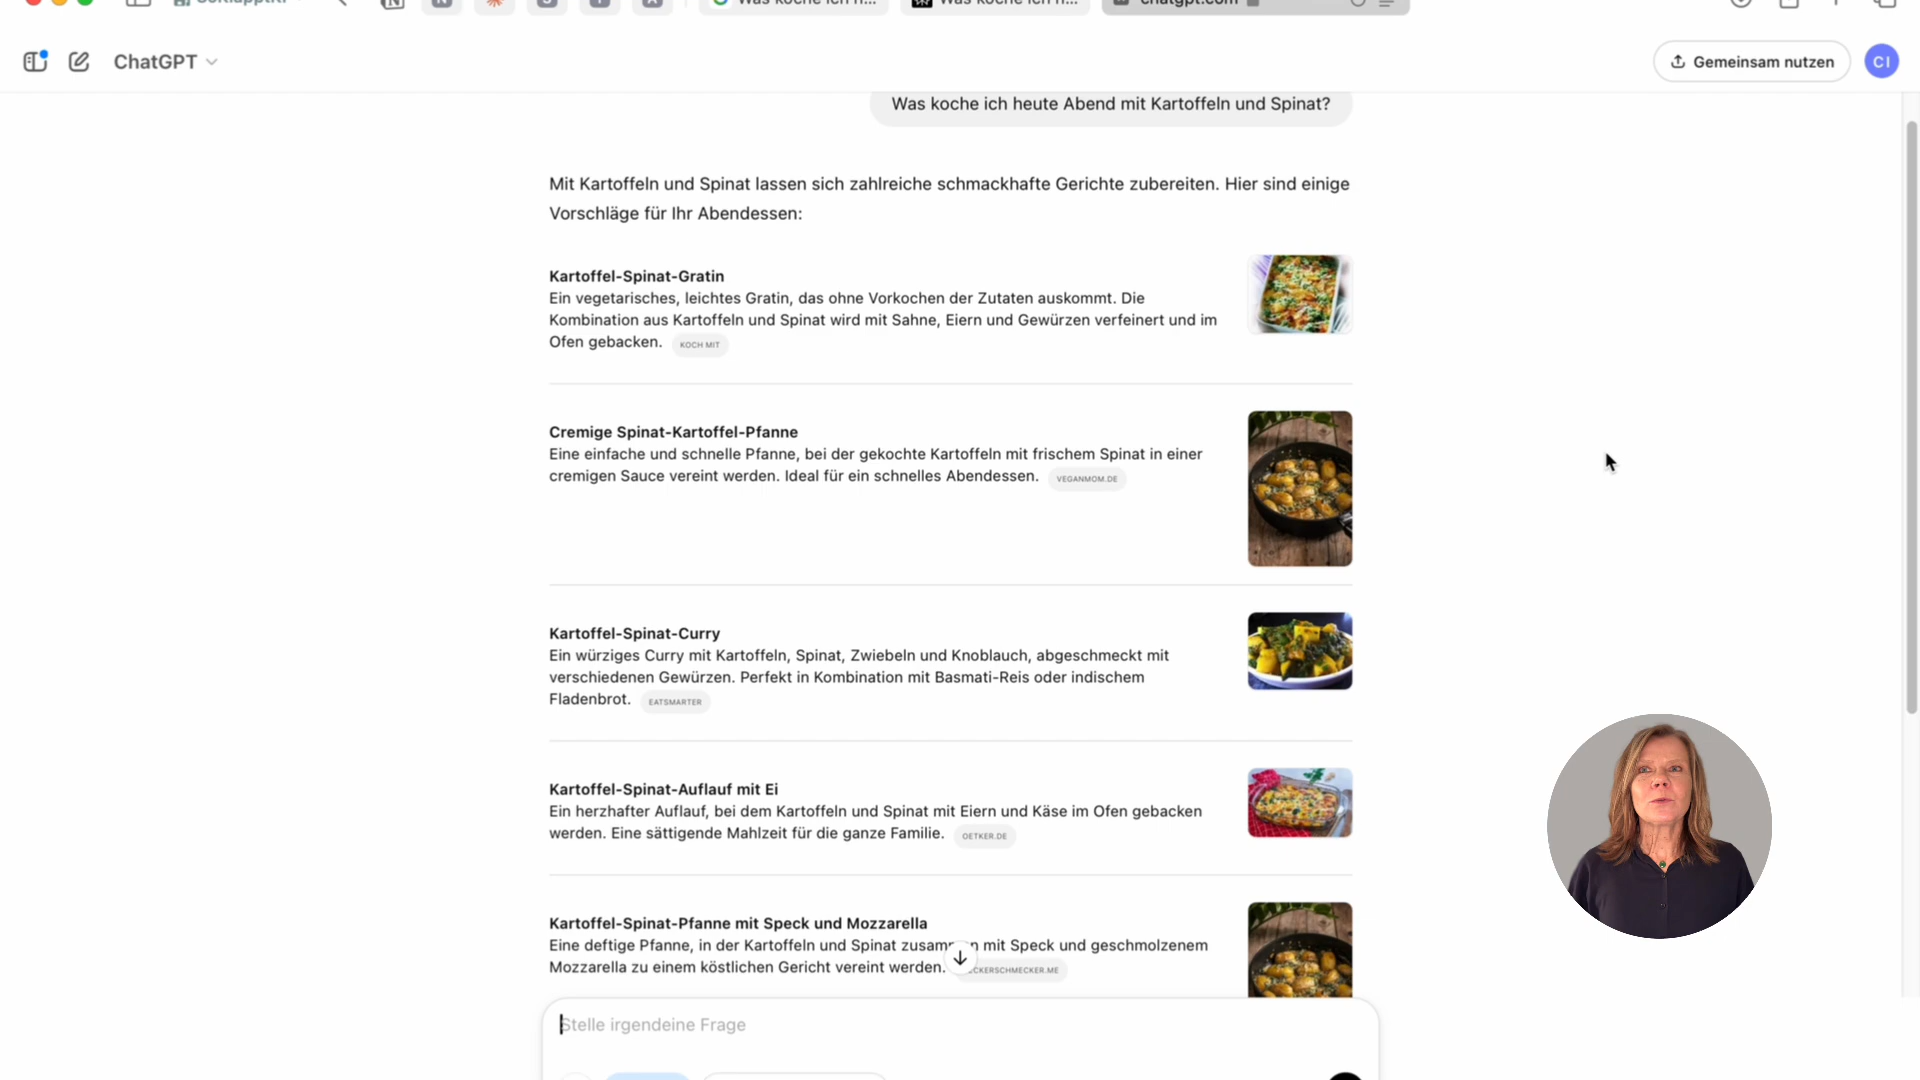 chatgpt.com
ChatGPT
Gemeinsam nutzen
CI
Was koche ich heute Abend mit Kartoffeln und Spinat?
Mit Kartoffeln und Spinat lassen sich zahlreiche schmackhafte Gerichte zubereiten. Hier sind einige
Vorschläge für Ihr Abendessen:
Kartoffel-Spinat-Gratin
Ein vegetarisches, leichtes Gratin, das ohne Vorkochen der Zutaten auskommt. Die
Kombination aus Kartoffeln und Spinat wird mit Sahne, Eiern und Gewürzen verfeinert und im
Ofen gebacken. KOCH MIT
Cremige Spinat-Kartoffel-Pfanne
Eine einfache und schnelle Pfanne, bei der gekochte Kartoffeln mit frischem Spinat in einer
cremigen Sauce vereint werden. Ideal für ein schnelles Abendessen. VEGANMOM.DE
Kartoffel-Spinat-Curry
Ein würziges Curry mit Kartoffeln, Spinat, Zwiebeln und Knoblauch, abgeschmeckt mit
verschiedenen Gewürzen. Perfekt in Kombination mit Basmati-Reis oder indischem
Fladenbrot. EATSMARTER
Kartoffel-Spinat-Auflauf mit Ei
Ein herzhafter Auflauf, bei dem Kartoffeln und Spinat mit Eiern und Käse im Ofen gebacken
werden. Eine sättigende Mahlzeit für die ganze Familie. OETKER.DE
Kartoffel-Spinat-Pfanne mit Speck und Mozzarella
Eine deftige Pfanne, in der Kartoffeln und Spinat mit Speck und geschmolzenem
Mozzarella zu einem köstlichen Gericht vereint werden. CKERSCHMECKER.ME
Stelle irgendeine Frage